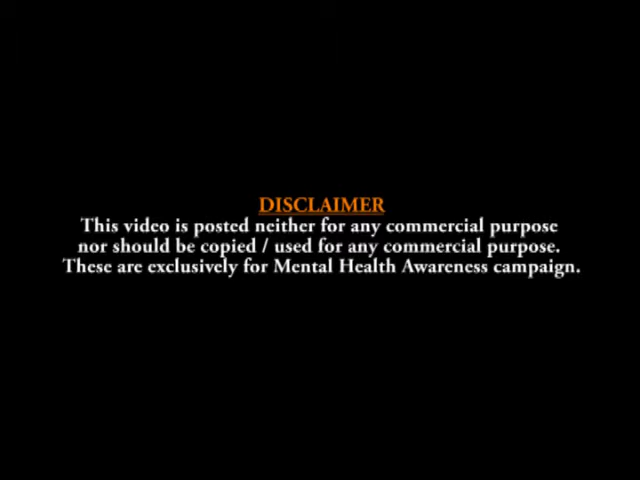 DISCLAIMER
This video is posted neither for any commercial purpose
nor should be copied / used for any commercial purpose.
These are exclusively for Mental Health Awareness campaign.